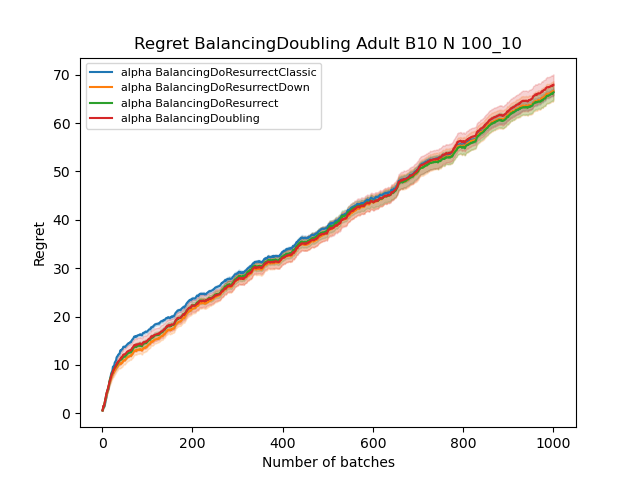 Regret BalancingDoubling Adult B10 N 100_10
alpha BalancingDoResurrectClassic
alpha BalancingDoResurrectDown
alpha BalancingDoResurrect
alpha BalancingDoubling
Regret
70
60
50
40
30
20
10
0
0 200 400 600 800 1000
Number of batches